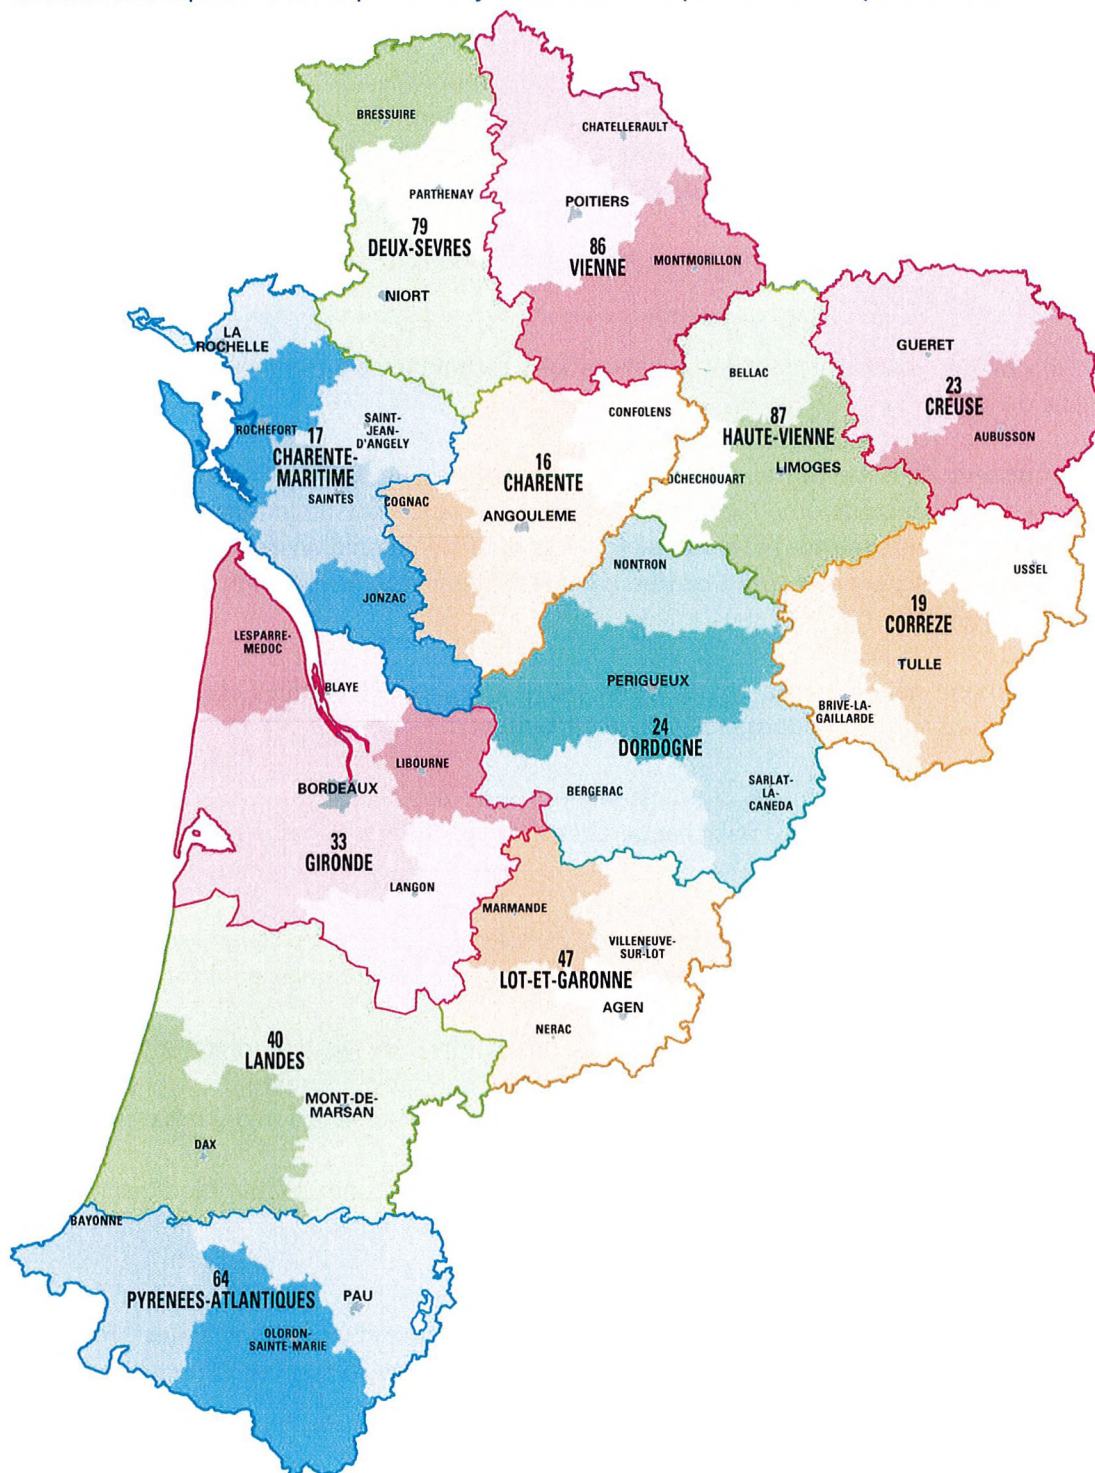 BRESSUIRE
CHATELLERAULT
PARTHENAY
POITIERS
79
DEUX-SEVRES
86
VIENNE
MONTMORILLON
NIORT
LA
ROCHELLE
GUERET
BELLAC
23
CREUSE
CONFOLENS
87
HAUTE-VIENNE
AUBUSSON
ROCHEFORT
SAINT-
JEAN-
D'ANGELY
17
CHARENTE-
MARITIME
16
CHARENTE
LIMOGES
OCHECHOUART
SAINTES
COGNAC
ANGOULEME
NONTRON
USSEL
JONZAC
19
CORREZE
LESPARRE-
MEDOC
TULLE
BLAYE
PERIGUEUX
BRIVE-LA-
GAILLARDE
24
DORDOGNE
LIBOURNE
BORDEAUX
BERGERAC
SARLAT-
LA-
CANEDA
33
GIRONDE
LANGON
MARMANDE
VILLENEUVE-
SUR-LOT
47
LOT-ET-GARONNE
AGEN
NERAC
40
LANDES
MONT-DE-
MARSAN
DAX
BAYONNE
64
PYRENEES-ATLANTIQUES
PAU
OLORON-
SAINTE-MARIE